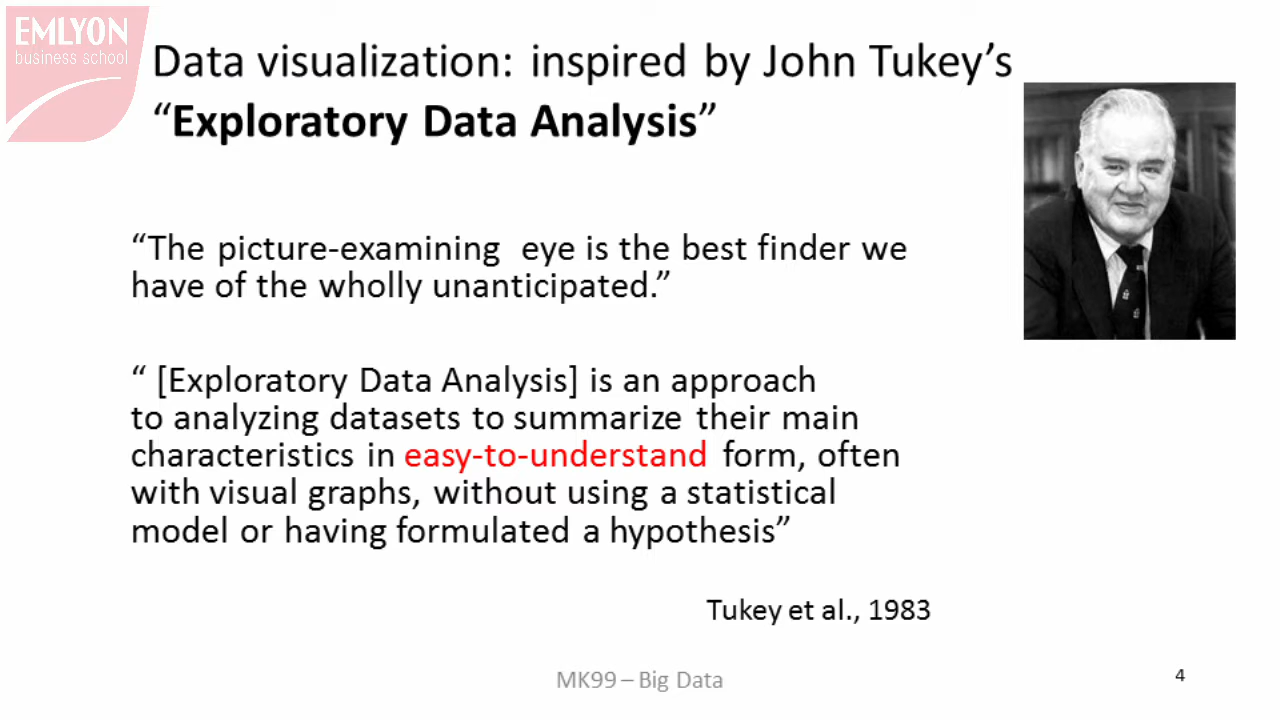 EMLYON
business school
Data visualization: inspired by John Tukey’s
“Exploratory Data Analysis”
“The picture-examining eye is the best finder we
have of the wholly unanticipated.”
“ [Exploratory Data Analysis] is an approach
to analyzing datasets to summarize their main
characteristics in easy-to-understand form, often
with visual graphs, without using a statistical
model or having formulated a hypothesis”
Tukey et al., 1983
MK99 – Big Data
4